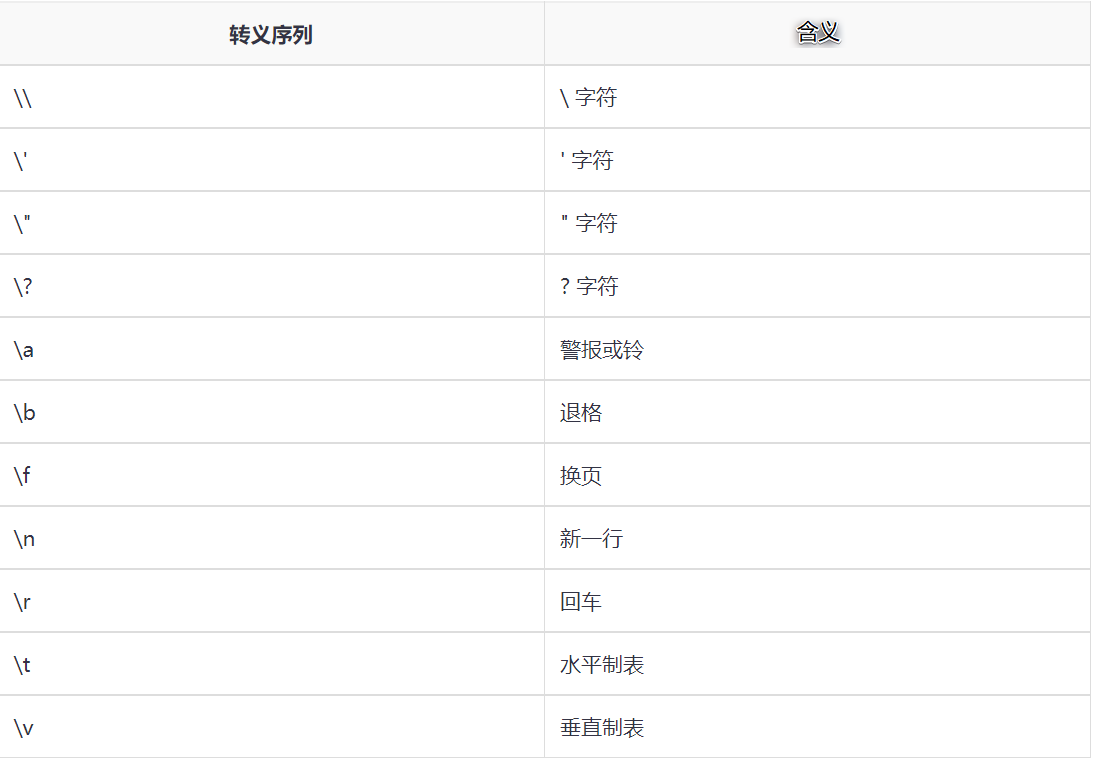 转义序列 含义
\\ \ 字符
\' ' 字符
\" " 字符
\? ? 字符
\a 警报或铃
\b 退格
\f 换页
\n 新一行
\r 回车
\t 水平制表
\v 垂直制表